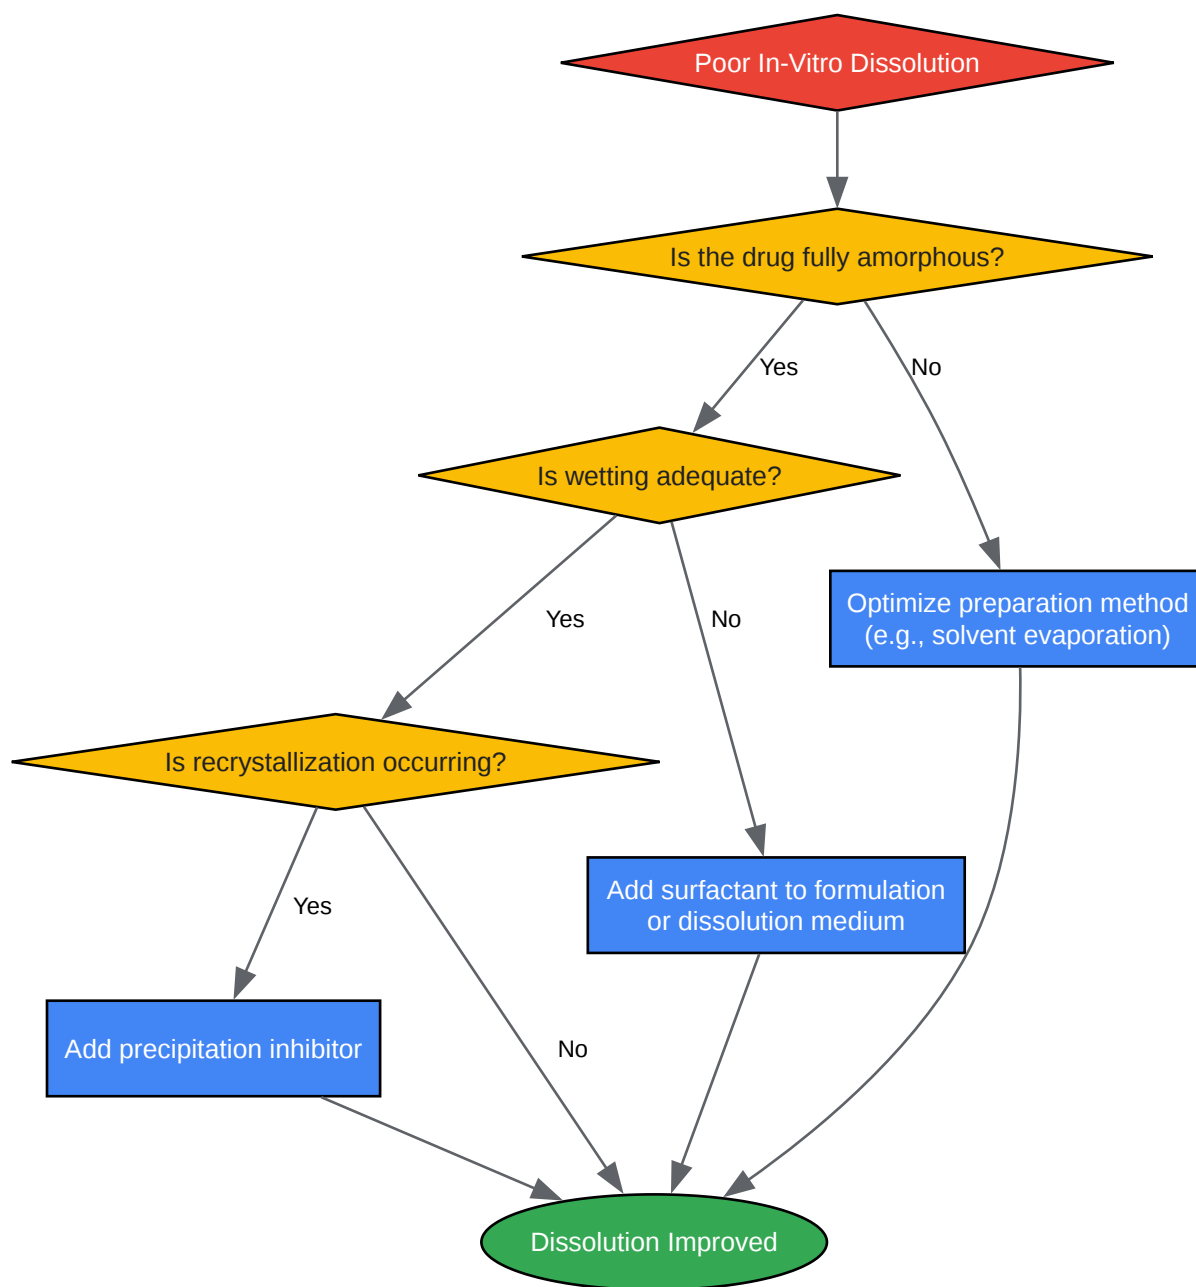 Poor In-Vitro Dissolution
Is the drug fully amorphous?
Yes
No
Is wetting adequate?
Optimize preparation method
(e.g., solvent evaporation)
Yes
No
Is recrystallization occurring?
Add surfactant to formulation
or dissolution medium
Yes
Add precipitation inhibitor
No
Dissolution Improved